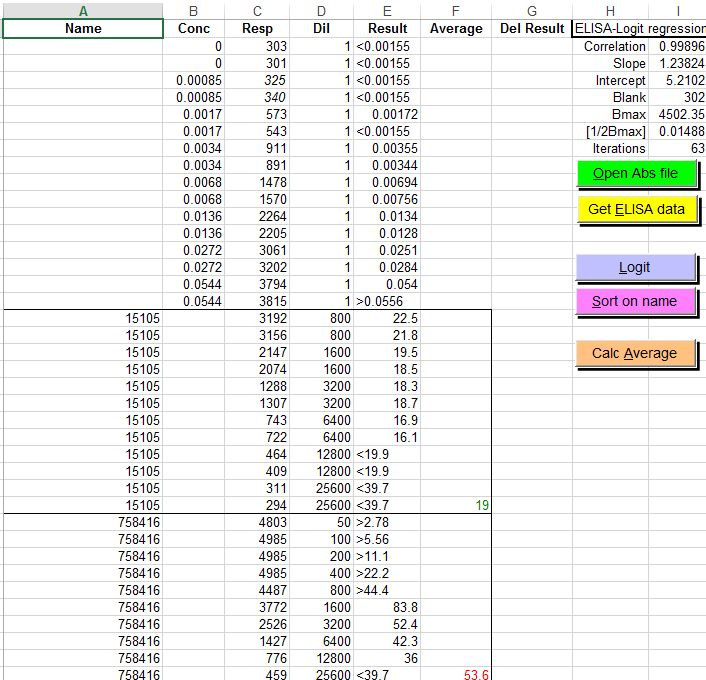 A B C D E F G H I
Name Conc Resp Dil Result Average Del Result ELISA-Logit regression
0 303 1 <0.00155 Correlation 0.99896
0 301 1 <0.00155 Slope 1.23824
0.00085 325 1 <0.00155 Intercept 5.2102
0.00085 340 1 <0.00155 Blank 302
0.0017 573 1 0.00172 Bmax 4502.35
0.0017 543 1 <0.00155 [1/2Bmax] 0.01488
0.0034 911 1 0.00355 Iterations 63
0.0034 891 1 0.00344 Open Abs file
0.0068 1478 1 0.00694
0.0068 1570 1 0.00756 Get ELISA data
0.0136 2264 1 0.0134
0.0136 2205 1 0.0128
0.0272 3061 1 0.0251
0.0272 3202 1 0.0284 Logit
0.0544 3794 1 0.054
0.0544 3815 1 >0.0556 Sort on name
15105 3192 800 22.5
15105 3156 800 21.8
15105 2147 1600 19.5 Calc Average
15105 2074 1600 18.5
15105 1288 3200 18.3
15105 1307 3200 18.7
15105 743 6400 16.9
15105 722 6400 16.1
15105 464 12800 <19.9
15105 409 12800 <19.9
15105 311 25600 <39.7
15105 294 25600 <39.7 19
758416 4803 50 >2.78
758416 4985 100 >5.56
758416 4985 200 >11.1
758416 4985 400 >22.2
758416 4487 800 >44.4
758416 3772 1600 83.8
758416 2526 3200 52.4
758416 1427 6400 42.3
758416 776 12800 36
758416 459 25600 <39.7 53.6